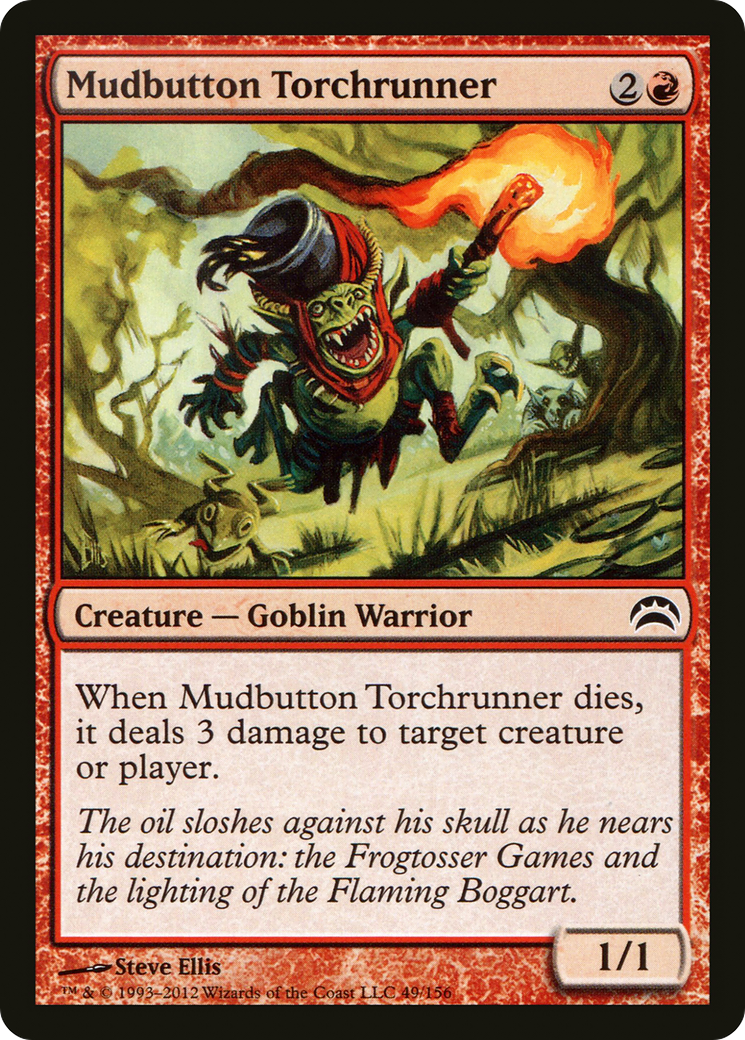 Mudbutton Torchrunner 2
Ellis
Creature — Goblin Warrior
When Mudbutton Torchrunner dies,
it deals 3 damage to target creature
or player.
The oil sloshes against his skull as he nears
his destination: the Frogtosser Games and
the lighting of the Flaming Boggart.
1/1
Steve Ellis
™ & © 1993–2012 Wizards of the Coast LLC 49/156